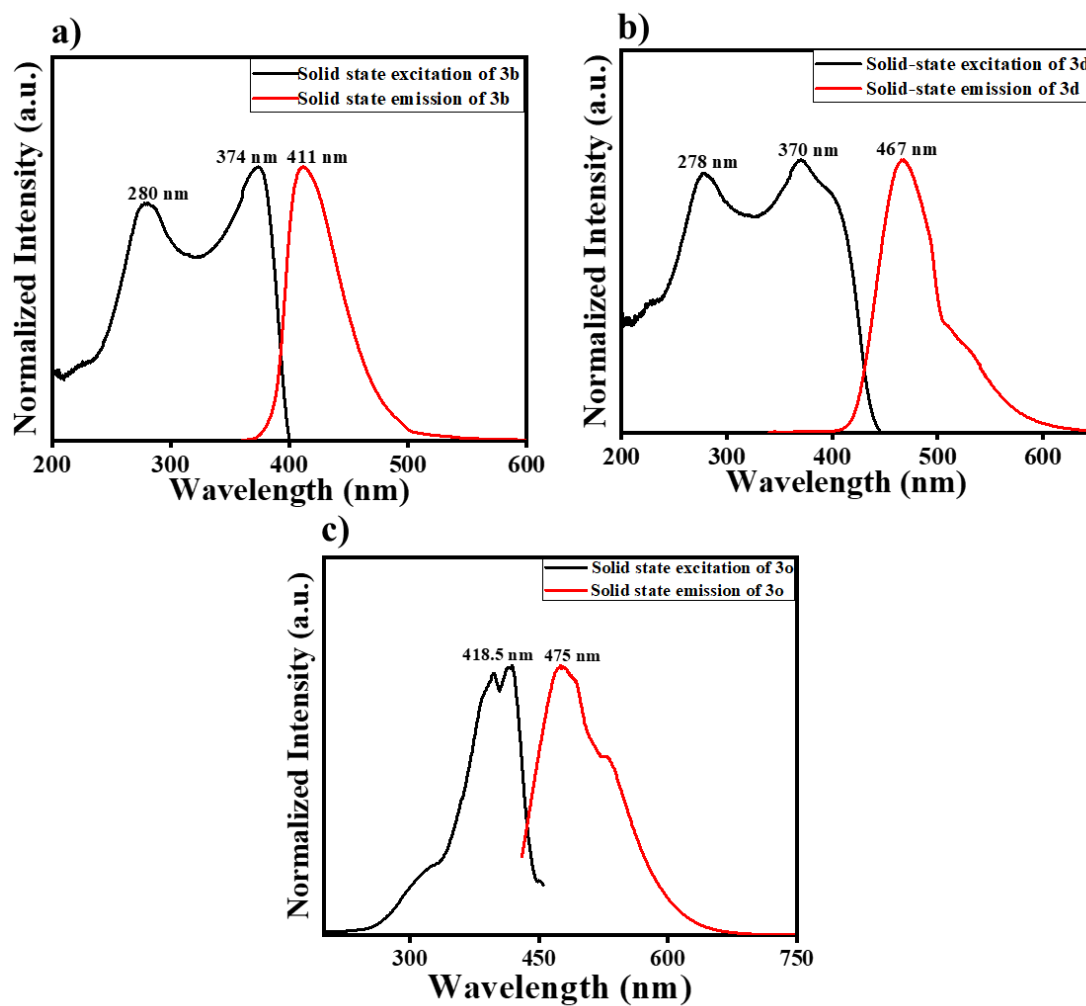 a)
Solid state excitation of 3b
Solid state emission of 3b
280 nm
374 nm
411 nm
Normalized Intensity (a.u.)
200 300 400 500 600
Wavelength (nm)
b)
Solid-state excitation of 3d
Solid-state emission of 3d
278 nm
370 nm
467 nm
Normalized Intensity (a.u.)
200 300 400 500 600
Wavelength (nm)
c)
Solid state excitation of 3o
Solid state emission of 3o
418.5 nm
475 nm
Normalized Intensity (a.u.)
300 450 600 750
Wavelength (nm)